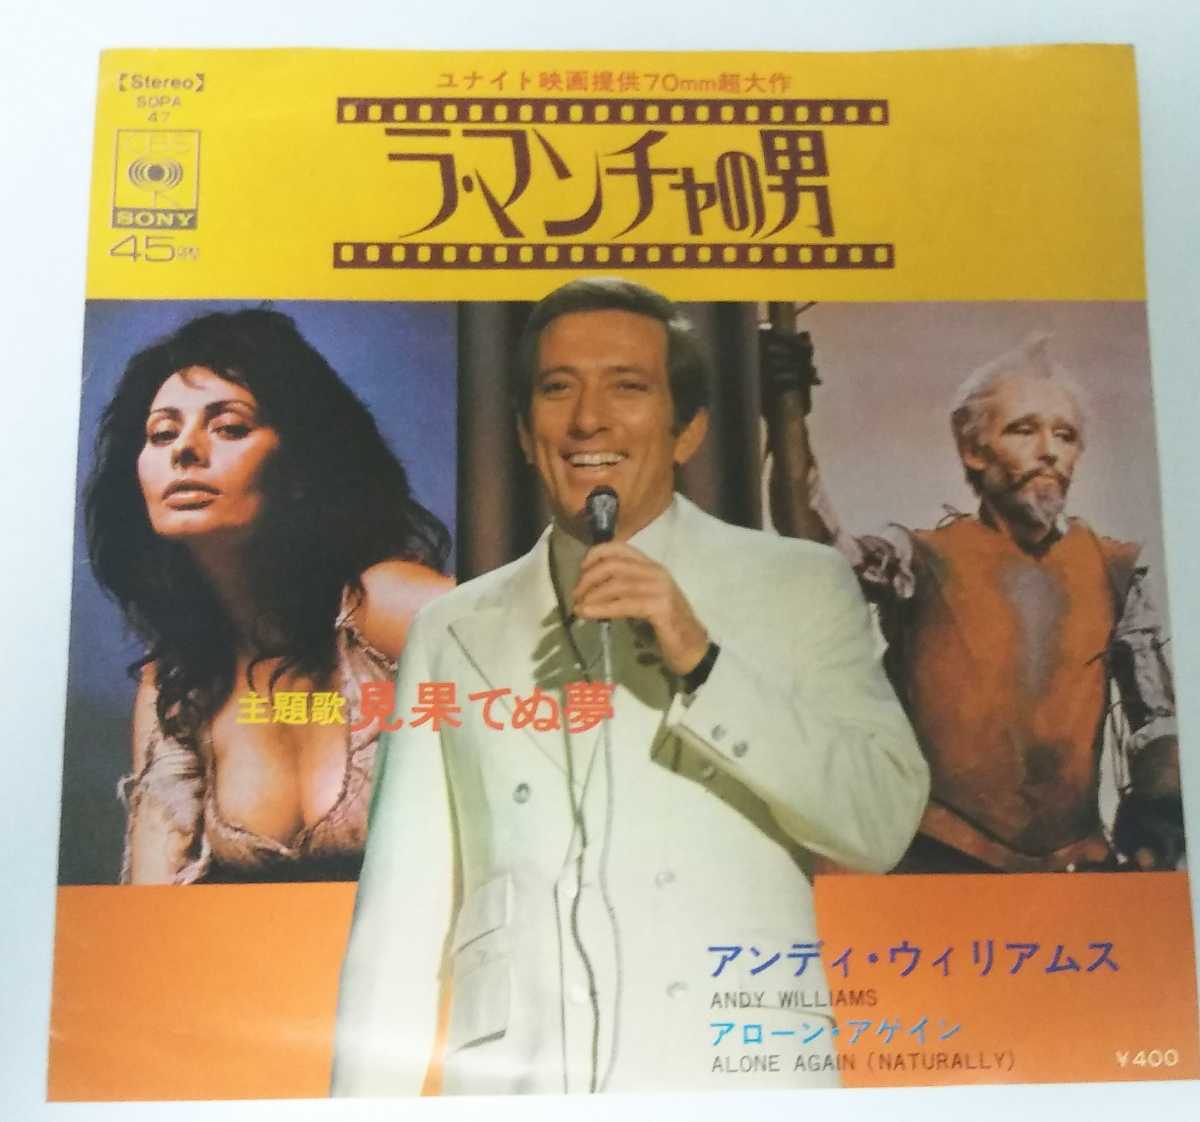 【Stereo】
SOPA
47
CBS
SONY
45
ユナイト映画提供70mm超大作
ラ・マンチャの男
主題歌 見果てぬ夢
アンディ・ウィリアムス
ANDY WILLIAMS
アローン・アゲイン
ALONE AGAIN (NATURALLY)
¥400